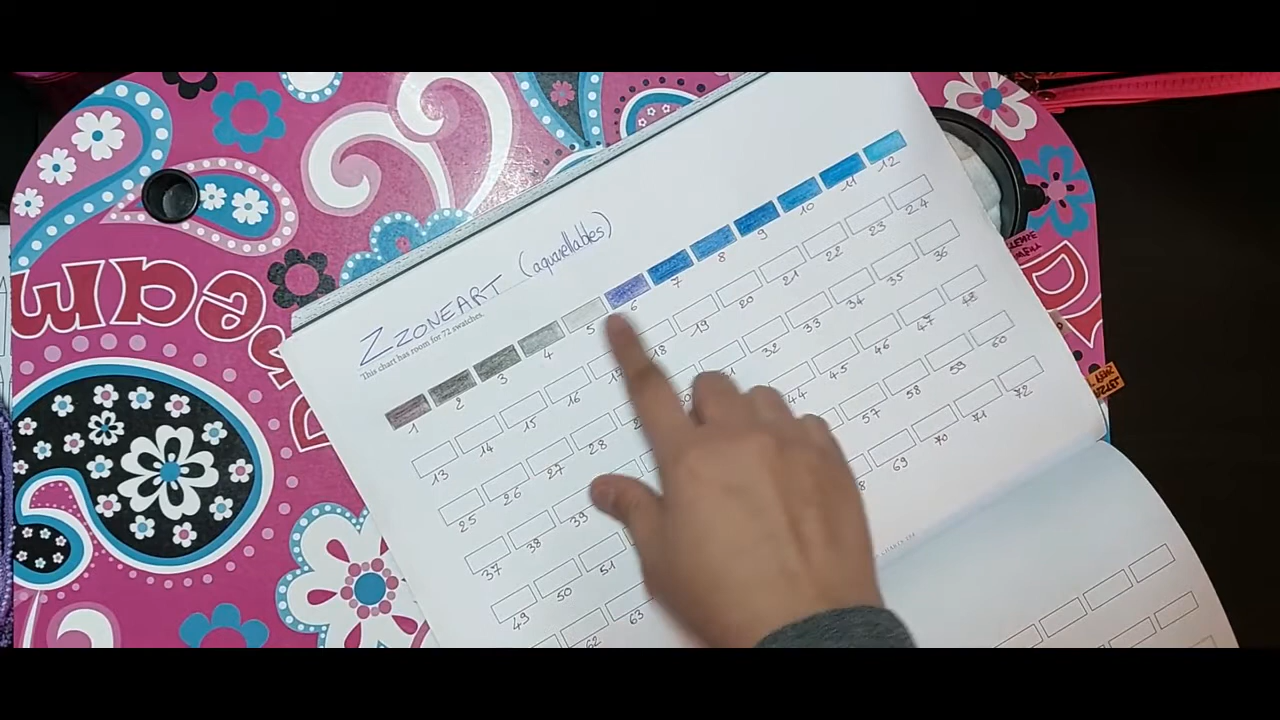 ZZONEART (aquarellables)
This chart has room for 72 swatches.
1 2 3 4 5 6 7 8 9 10 11 12
13 14 15 16 17 18 19 20 21 22 23 24
25 26 27 28 32 33 34 35 36
37 38 39 44 45 46 47 48
49 50 51 57 58 59 60
62 63 69 70 71 72
eam